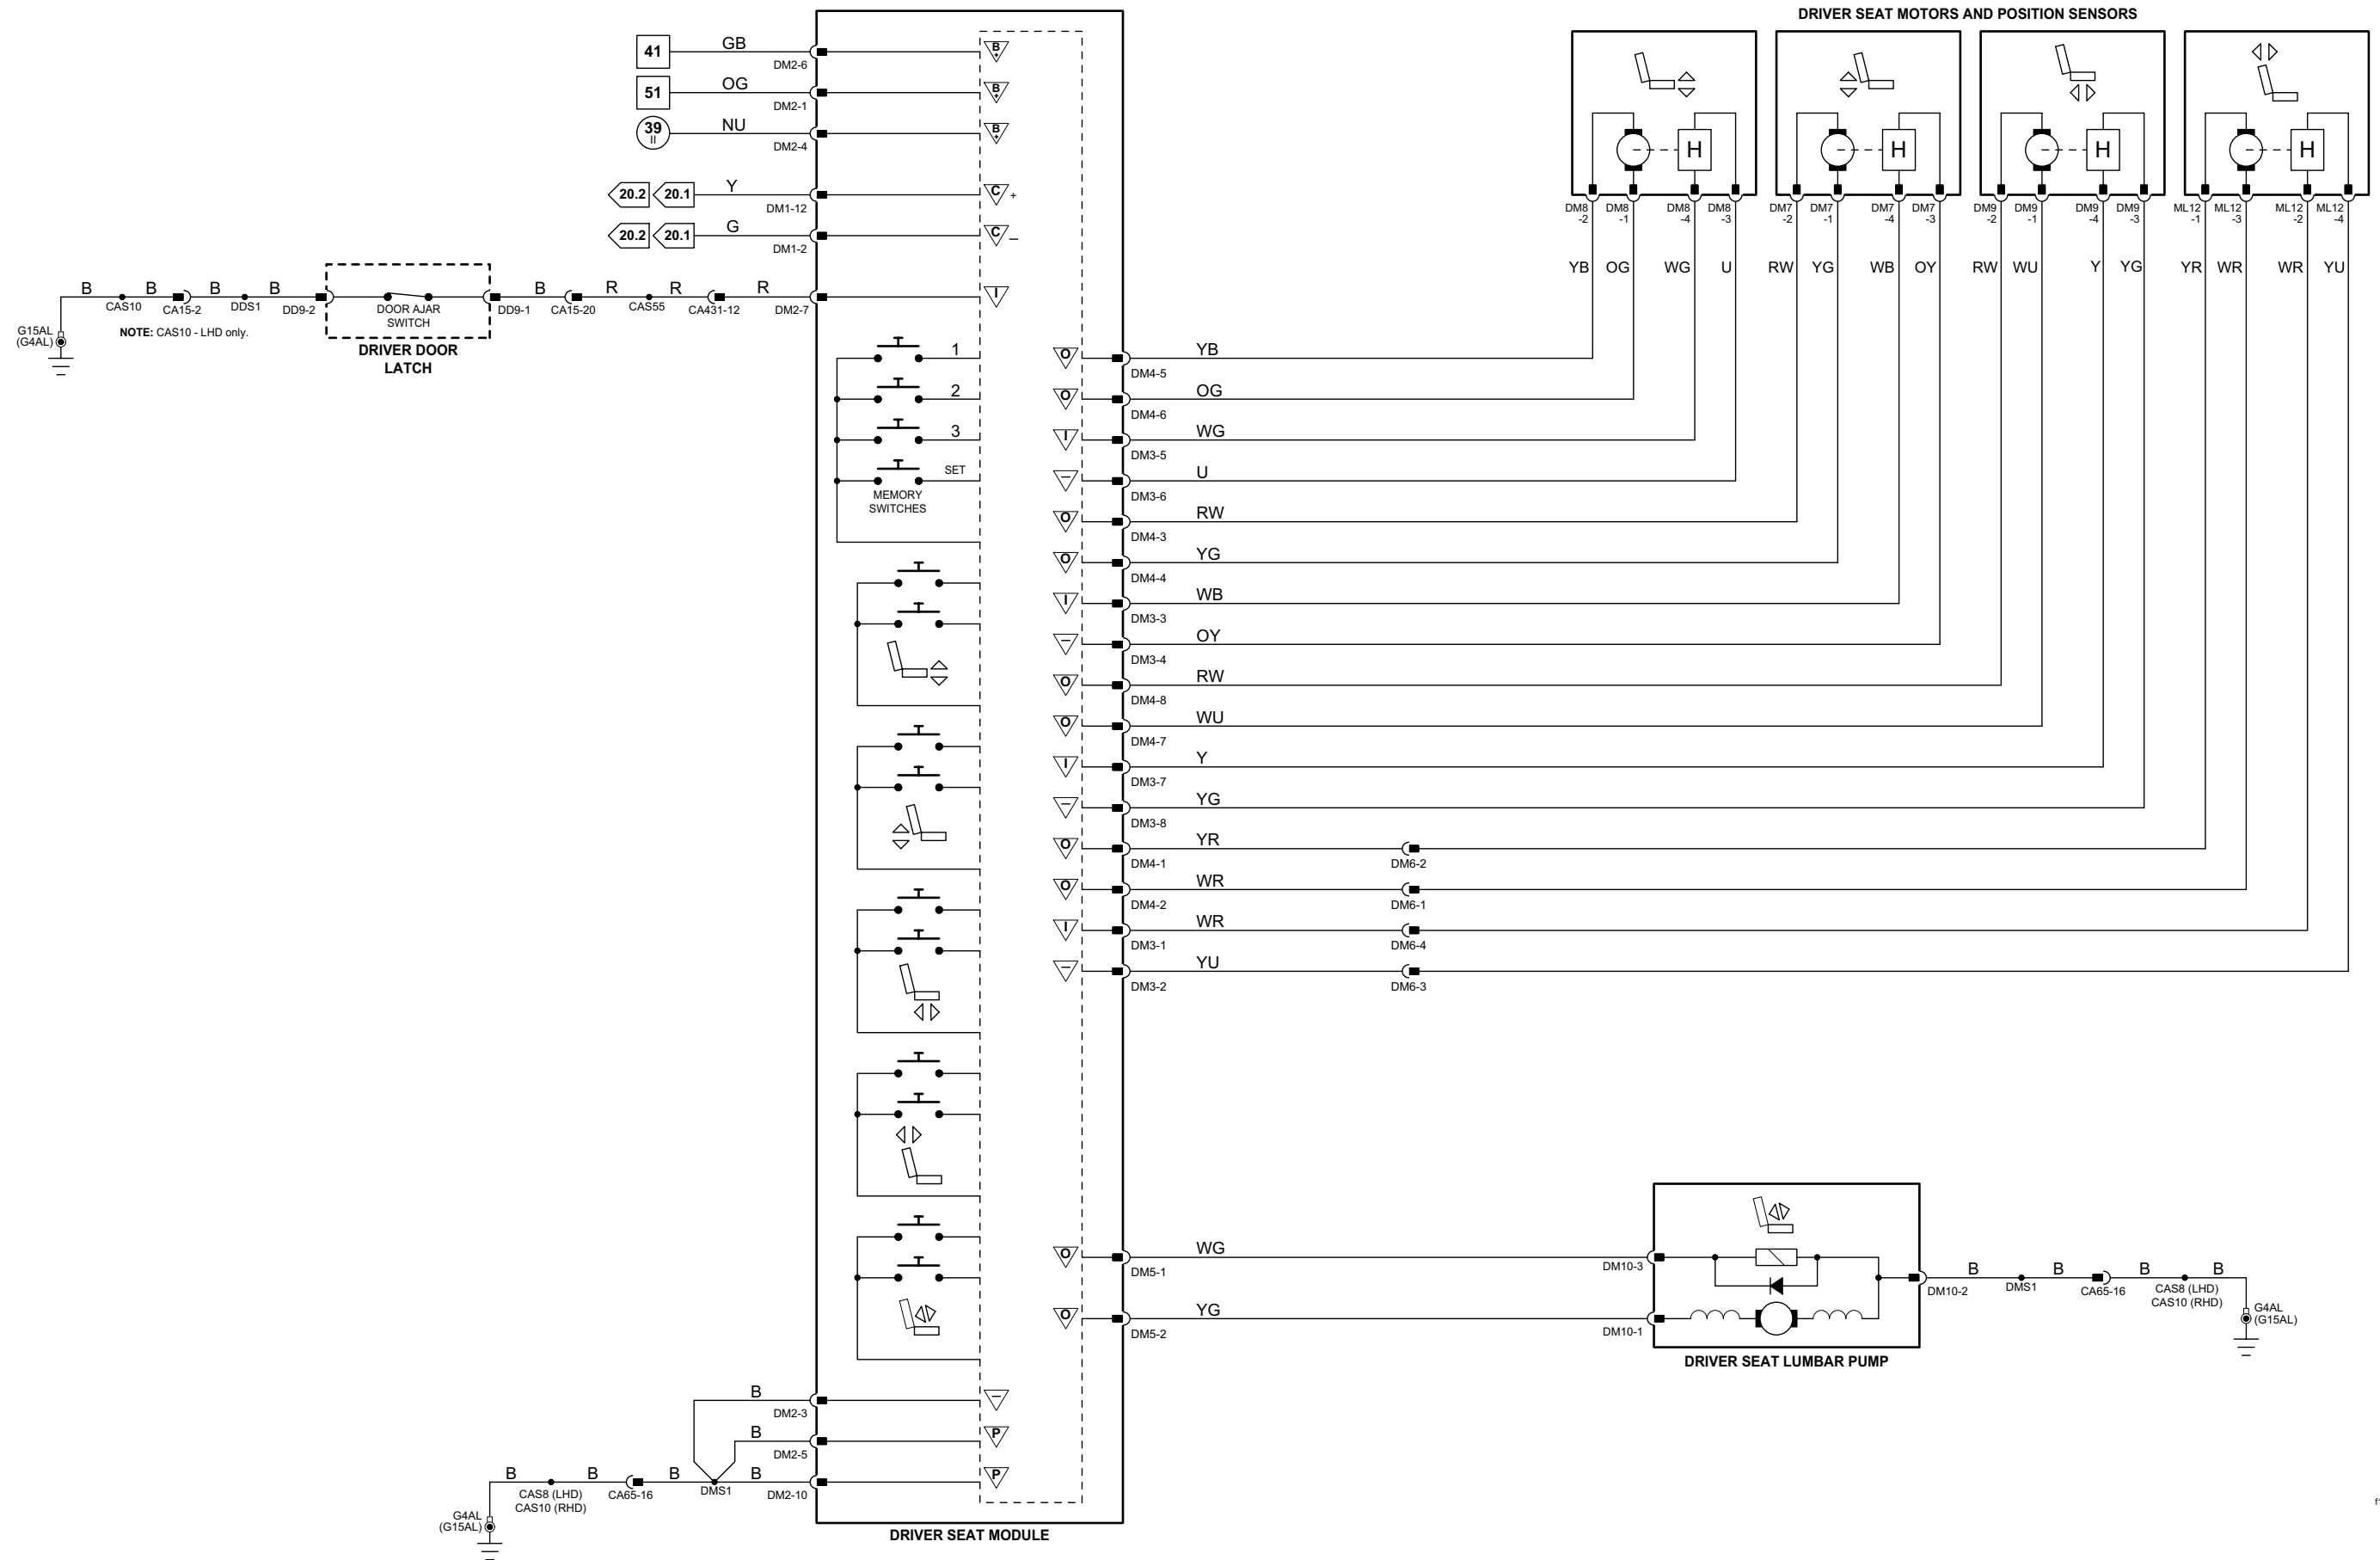 DRIVER SEAT MOTORS AND POSITION SENSORS
41 GB DM2-6 B+
51 OG DM2-1 B+
39 II NU DM2-4 B+
20.2 20.1 Y DM1-12 C +
20.2 20.1 G DM1-2 C –
H H H H
DM8 -2 DM8 -1 DM8 -4 DM8 -3 DM7 -2 DM7 -1 DM7 -4 DM7 -3 DM9 -2 DM9 -1 DM9 -4 DM9 -3 ML12 -1 ML12 -3 ML12 -2 ML12 -4
YB OG WG U RW YG WB OY RW WU Y YG YR WR WR YU
B B B B B R R R I
G15AL (G4AL)
CAS10 CA15-2 DDS1 DD9-2
DOOR AJAR
SWITCH
DD9-1 CA15-20 CAS55 CA431-12 DM2-7
NOTE: CAS10 - LHD only.
DRIVER DOOR
LATCH
1
2
3
SET
MEMORY
SWITCHES
O YB DM4-5
O OG DM4-6
I WG DM3-5
– U DM3-6
O RW DM4-3
O YG DM4-4
I WB DM3-3
– OY DM3-4
O RW DM4-8
O WU DM4-7
I Y DM3-7
– YG DM3-8
O YR DM4-1 DM6-2
O WR DM4-2 DM6-1
I WR DM3-1 DM6-4
– YU DM3-2 DM6-3
O WG DM5-1 DM10-3
O YG DM5-2 DM10-1
DM10-2 B DMS1 B CA65-16 B CAS8 (LHD) B
CAS10 (RHD)
G4AL
(G15AL)
DRIVER SEAT LUMBAR PUMP
B DM2-3 –
B DM2-5 P
B B B B P
CAS8 (LHD) CA65-16 DMS1 DM2-10
CAS10 (RHD)
G4AL
(G15AL)
DRIVER SEAT MODULE